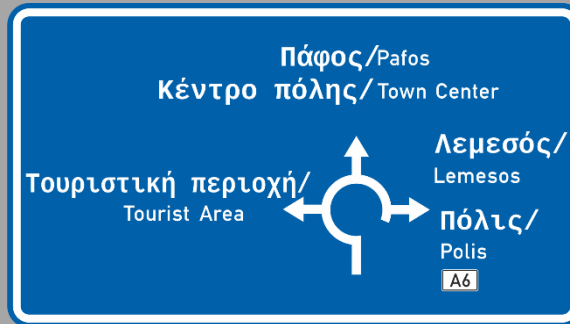 Πάφος/Pafos
Κέντρο πόλης/Town Center
Τουριστική περιοχή/
Tourist Area
Λεμεσός/
Lemesos
Πόλις/
Polis
A6